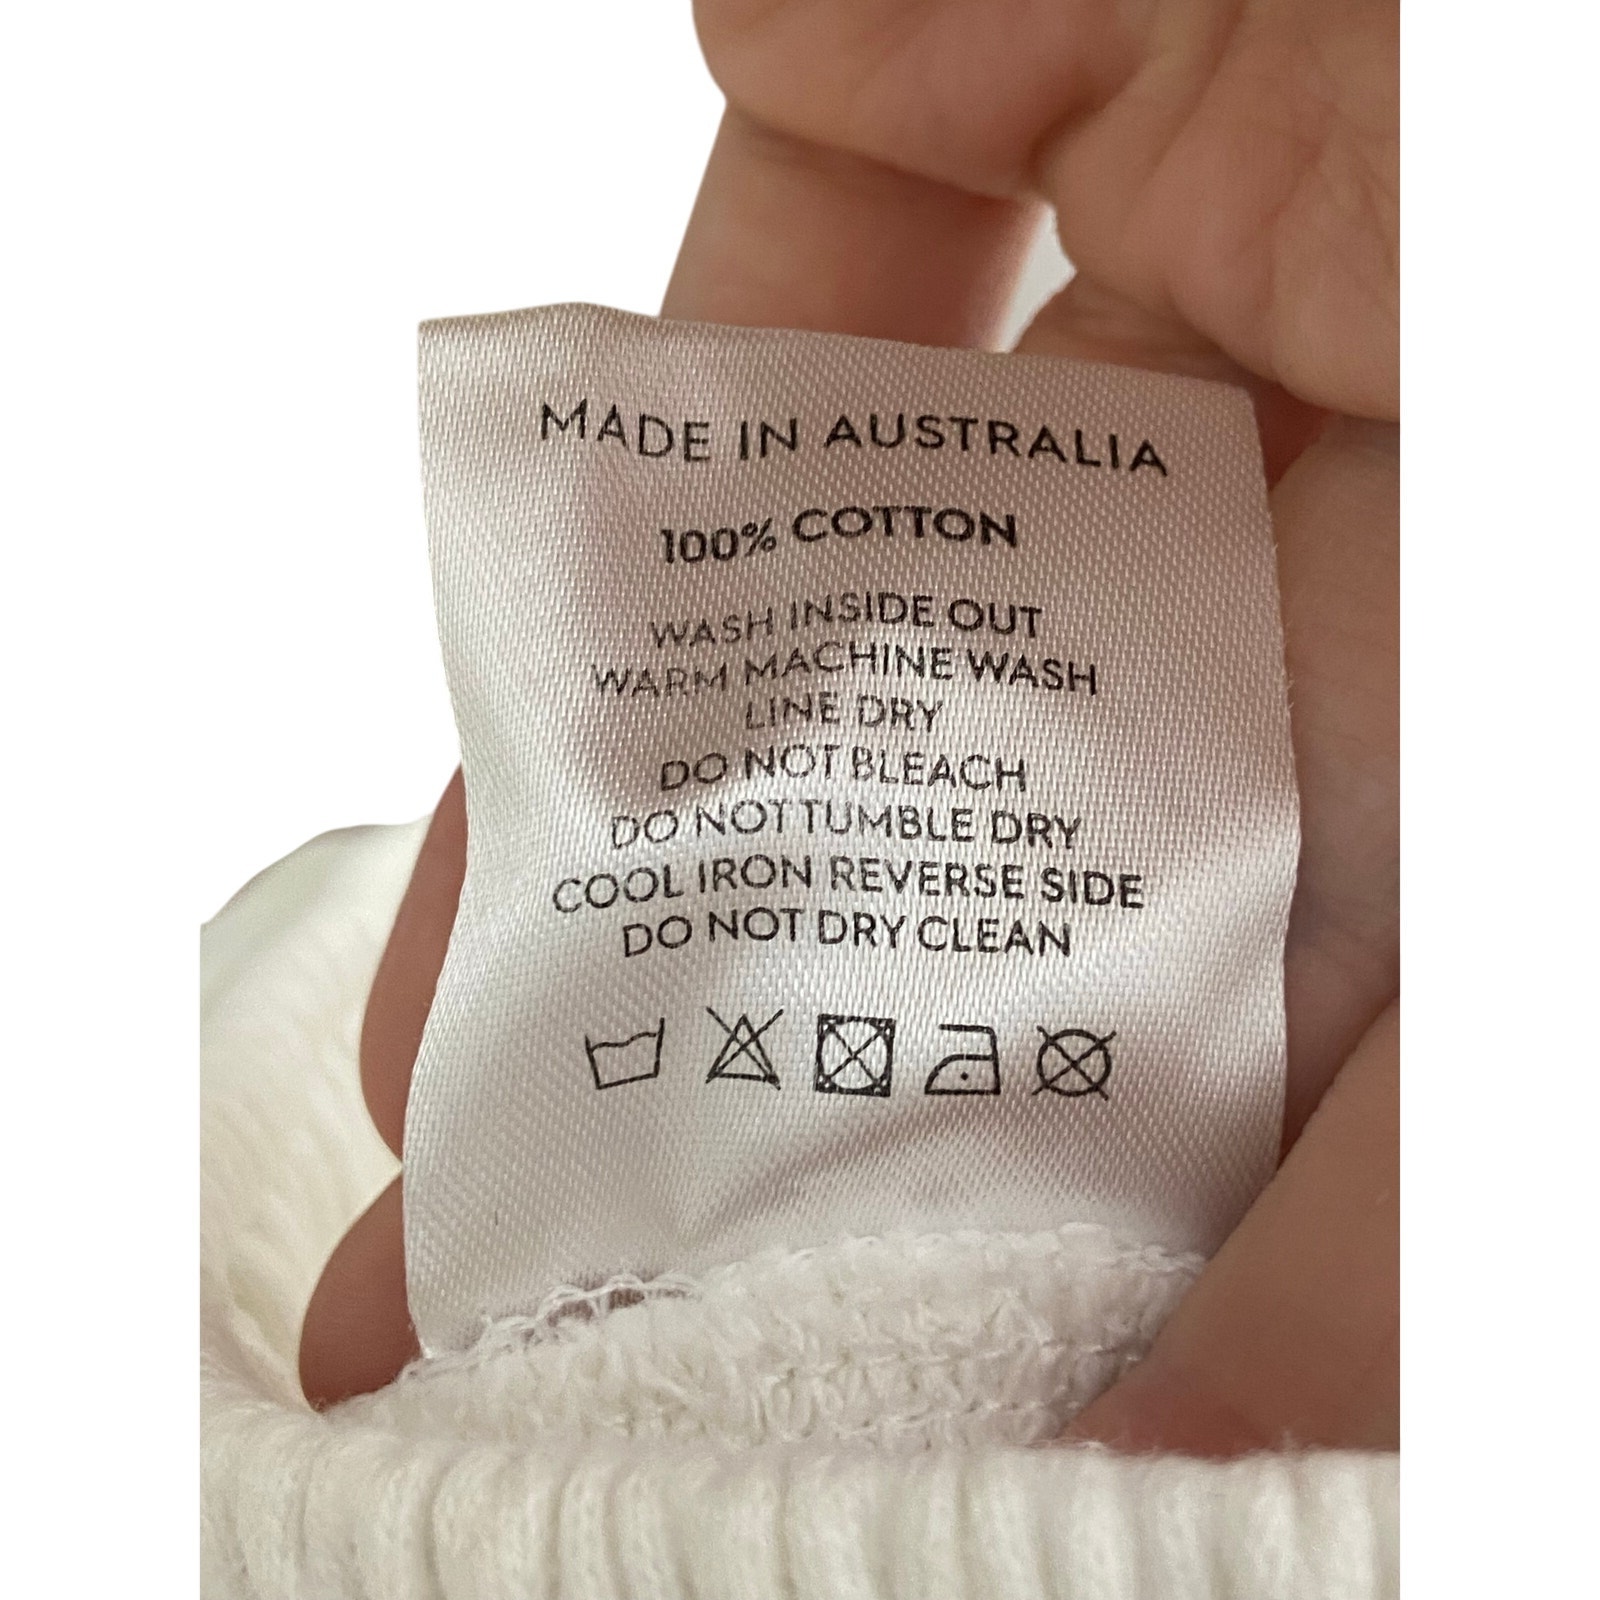 MADE IN AUSTRALIA
100% COTTON
WASH INSIDE OUT
WARM MACHINE WASH
LINE DRY
DO NOT BLEACH
DO NOT TUMBLE DRY
COOL IRON REVERSE SIDE
DO NOT DRY CLEAN